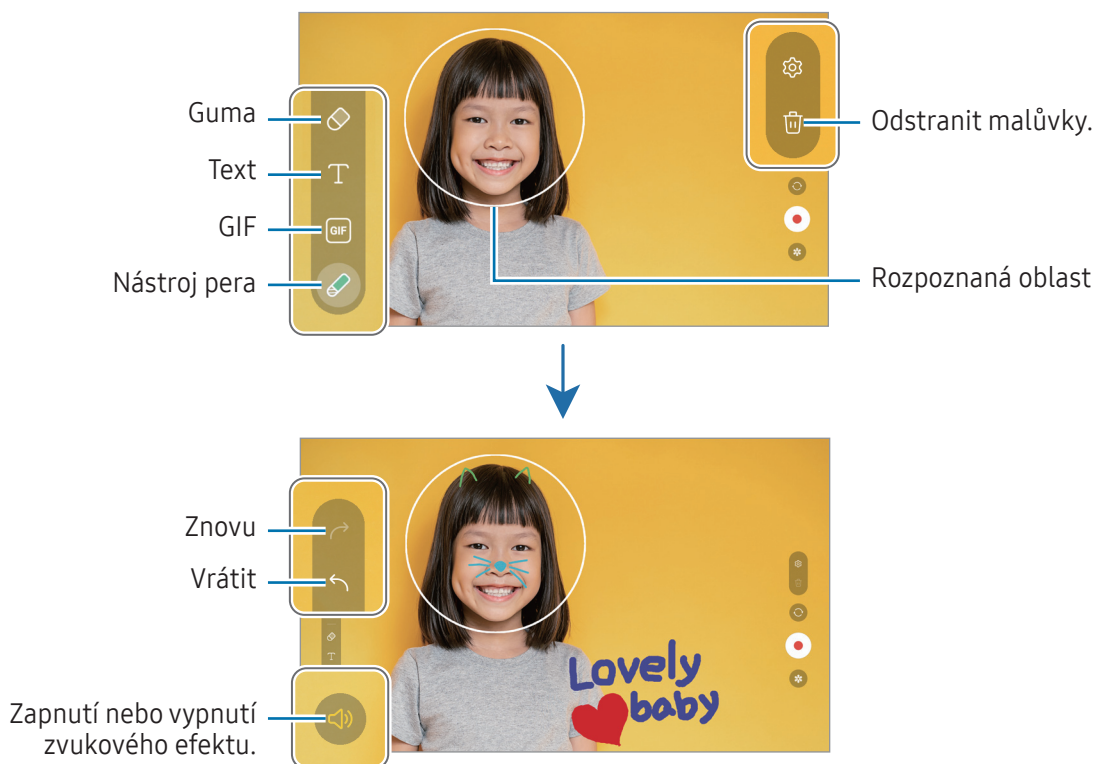 Guma
Text
GIF
Nástroj pera
GIF
Odstranit malůvky.
Rozpoznaná oblast
Znovu
Vrátit
Zapnutí nebo vypnutí
zvukového efektu.
T
T
Lovely
baby